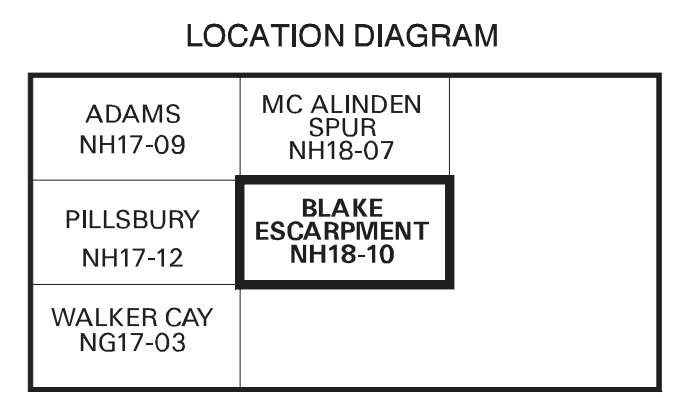 LOCATION DIAGRAM
ADAMS
NH17-09
MC ALINDEN
SPUR
NH18-07
PILLSBURY
NH17-12
BLAKE
ESCARPMENT
NH18-10
WALKER CAY
NG17-03